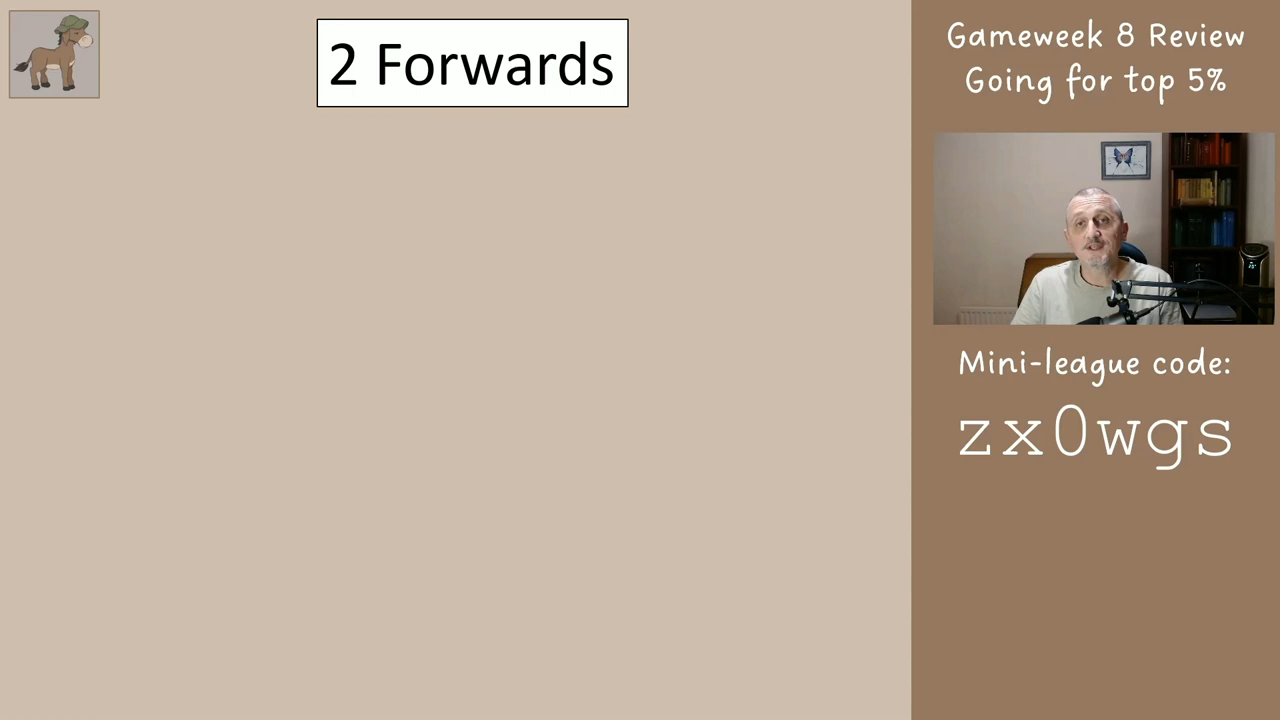 2 Forwards
Gameweek 8 Review
Going for top 5%
Mini-league code:
zx0wgs